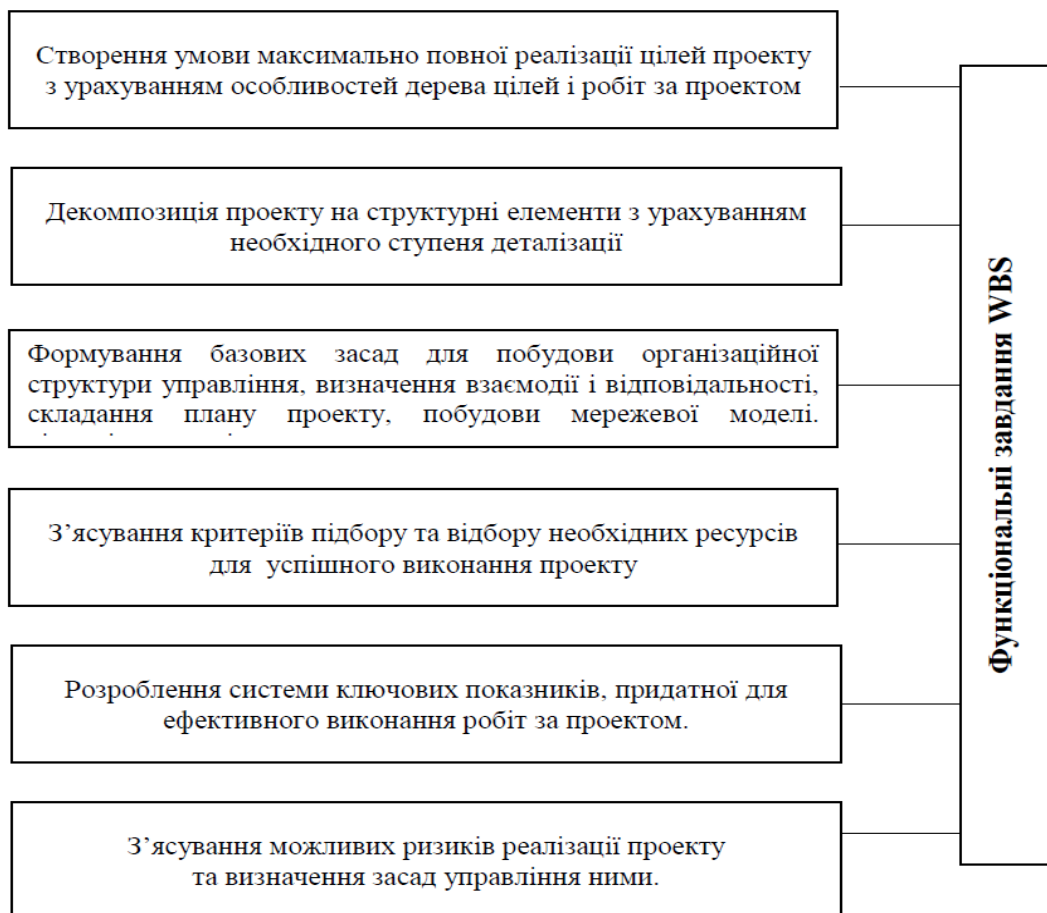 Створення умови максимально повної реалізації цілей проекту
з урахуванням особливостей дерева цілей і робіт за проектом
Декомпозиція проекту на структурні елементи з урахуванням
необхідного ступеня деталізації
Формування базових засад для побудови організаційної
структури управління, визначення взаємодії і відповідальності,
складання плану проекту, побудови мережевої моделі.
З’ясування критеріїв підбору та відбору необхідних ресурсів
для успішного виконання проекту
Розроблення системи ключових показників, придатної для
ефективного виконання робіт за проектом.
З’ясування можливих ризиків реалізації проекту
та визначення засад управління ними.
Функціональні завдання WBS